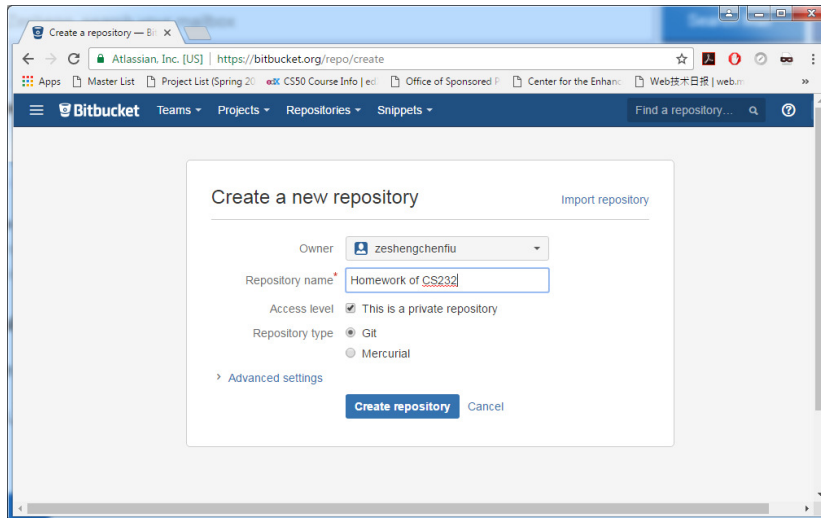 Create a repository — Bi
Atlassian, Inc. [US] | https://bitbucket.org/repo/create
Apps Master List Project List (Spring 20 edX CS50 Course Info | ed Office of Sponsored P Center for the Enhanc Web技术日报 | web.m »
Bitbucket Teams Projects Repositories Snippets Find a repository...
Create a new repository Import repository
Owner zeshengchenfiu
Repository name* Homework of CS232
Access level This is a private repository
Repository type Git
Mercurial
Advanced settings
Create repository Cancel